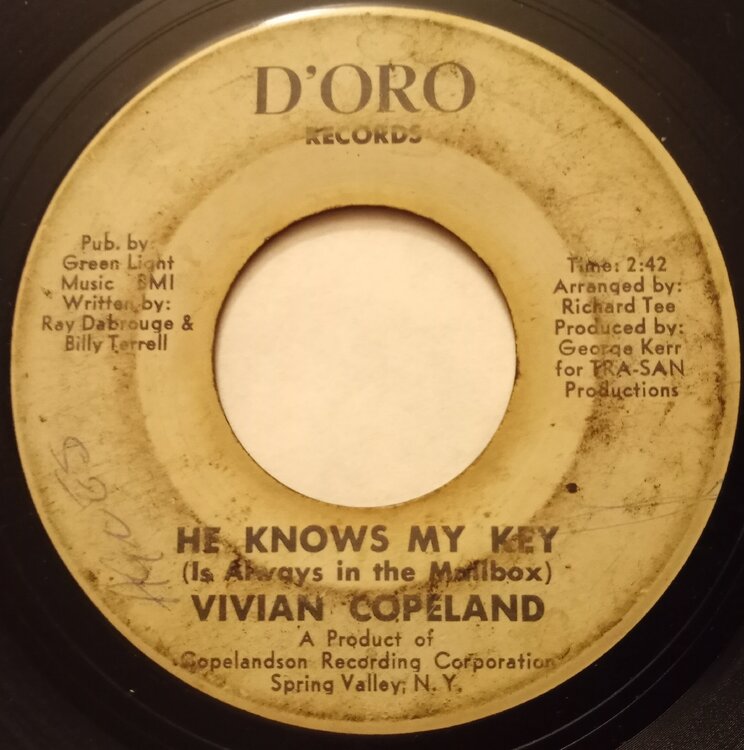 D'ORO
RECORDS
Pub. by:
Green Light
Music BMI
Written by:
Ray Dabrouge &
Billy Terrell
Time: 2:42
Arranged by:
Richard Tee
Produced by:
George Kerr
for TRA-SAN
Productions
HE KNOWS MY KEY
(Is Always in the Mailbox)
VIVIAN COPELAND
A Product of
Copelandson Recording Corporation
Spring Valley, N. Y.